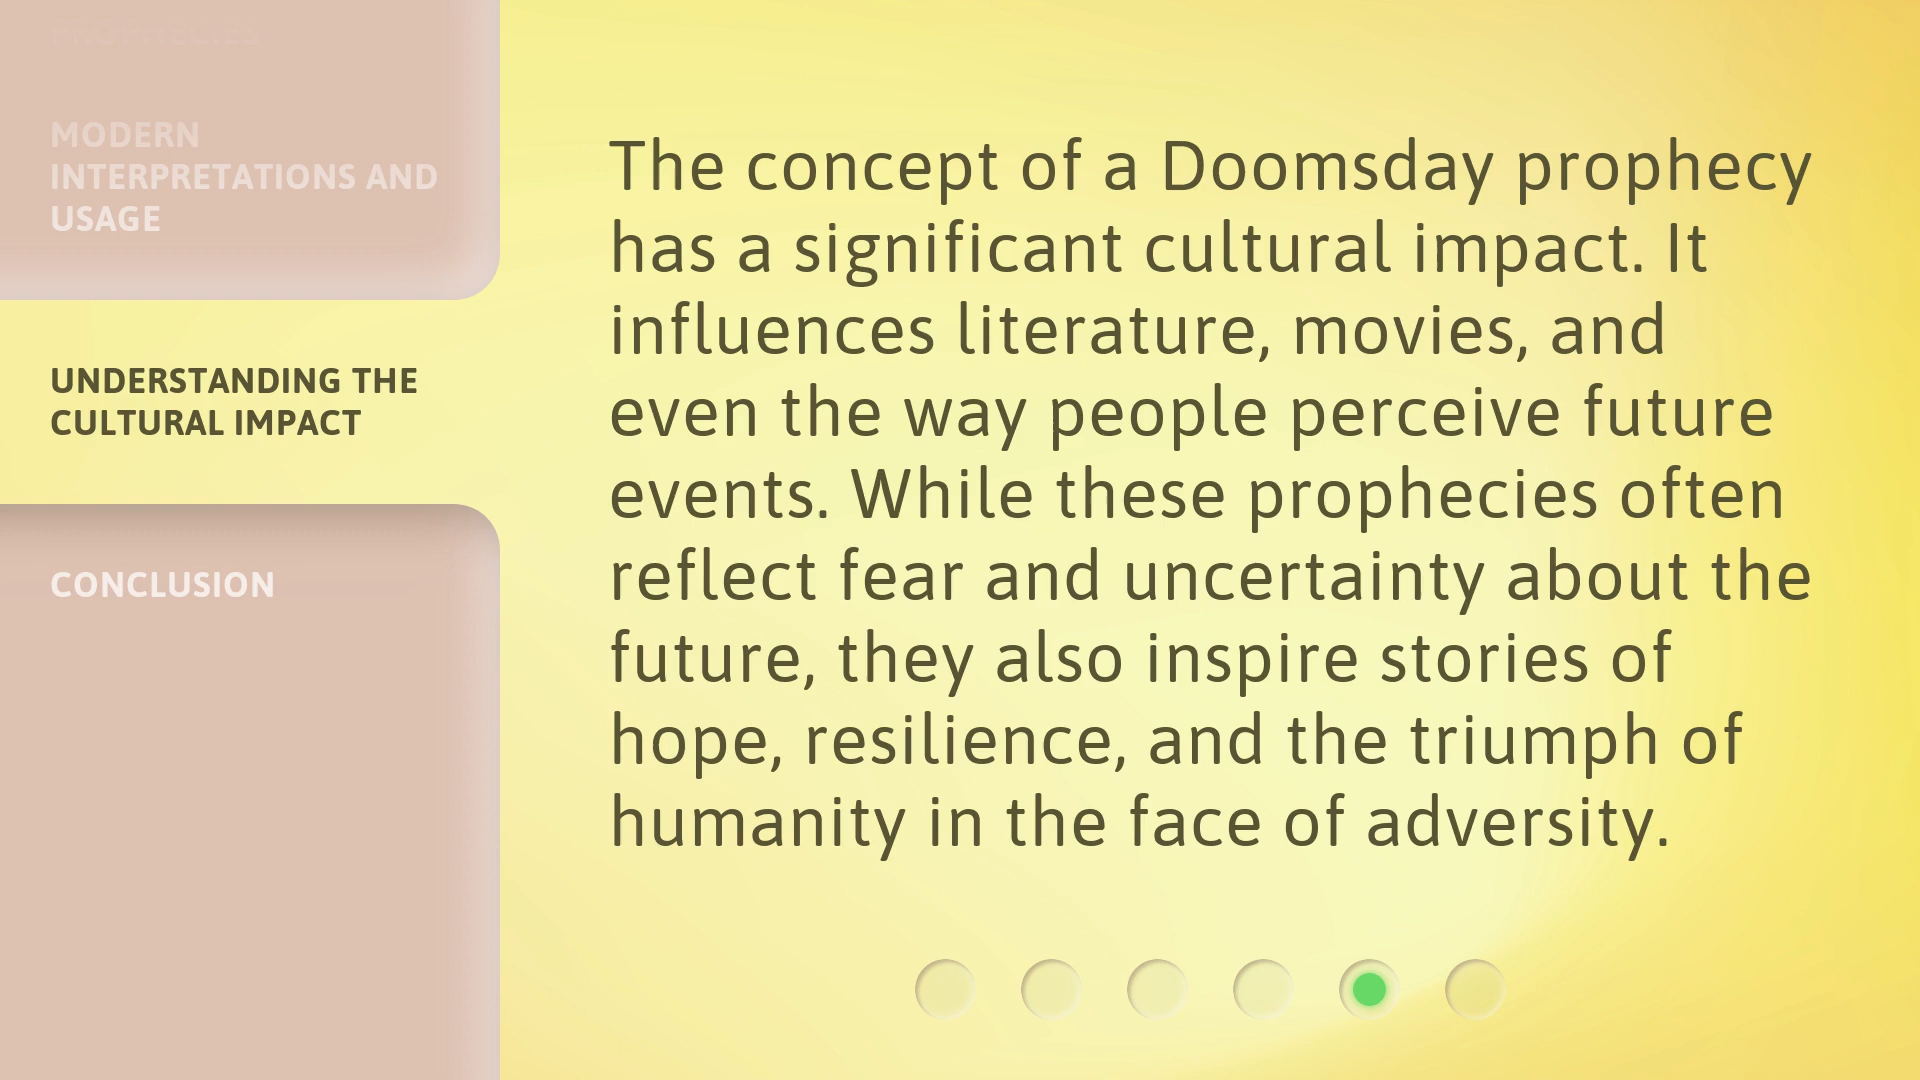 PROPHECIES
MODERN
INTERPRETATIONS AND
USAGE
UNDERSTANDING THE
CULTURAL IMPACT
CONCLUSION
The concept of a Doomsday prophecy
has a significant cultural impact. It
influences literature, movies, and
even the way people perceive future
events. While these prophecies often
reflect fear and uncertainty about the
future, they also inspire stories of
hope, resilience, and the triumph of
humanity in the face of adversity.